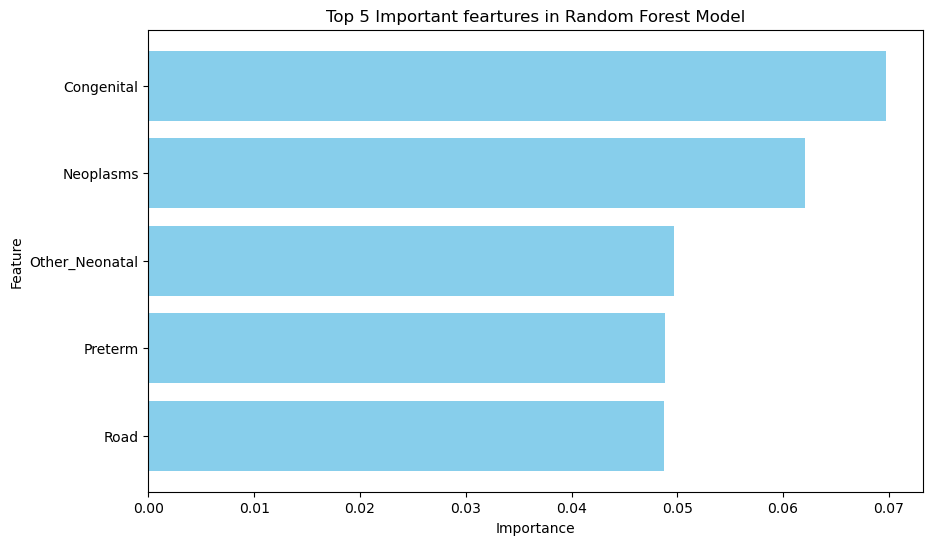 Top 5 Important feartures in Random Forest Model
Congenital
Neoplasms
Other_Neonatal
Preterm
Road
Feature
0.00 0.01 0.02 0.03 0.04 0.05 0.06 0.07
Importance